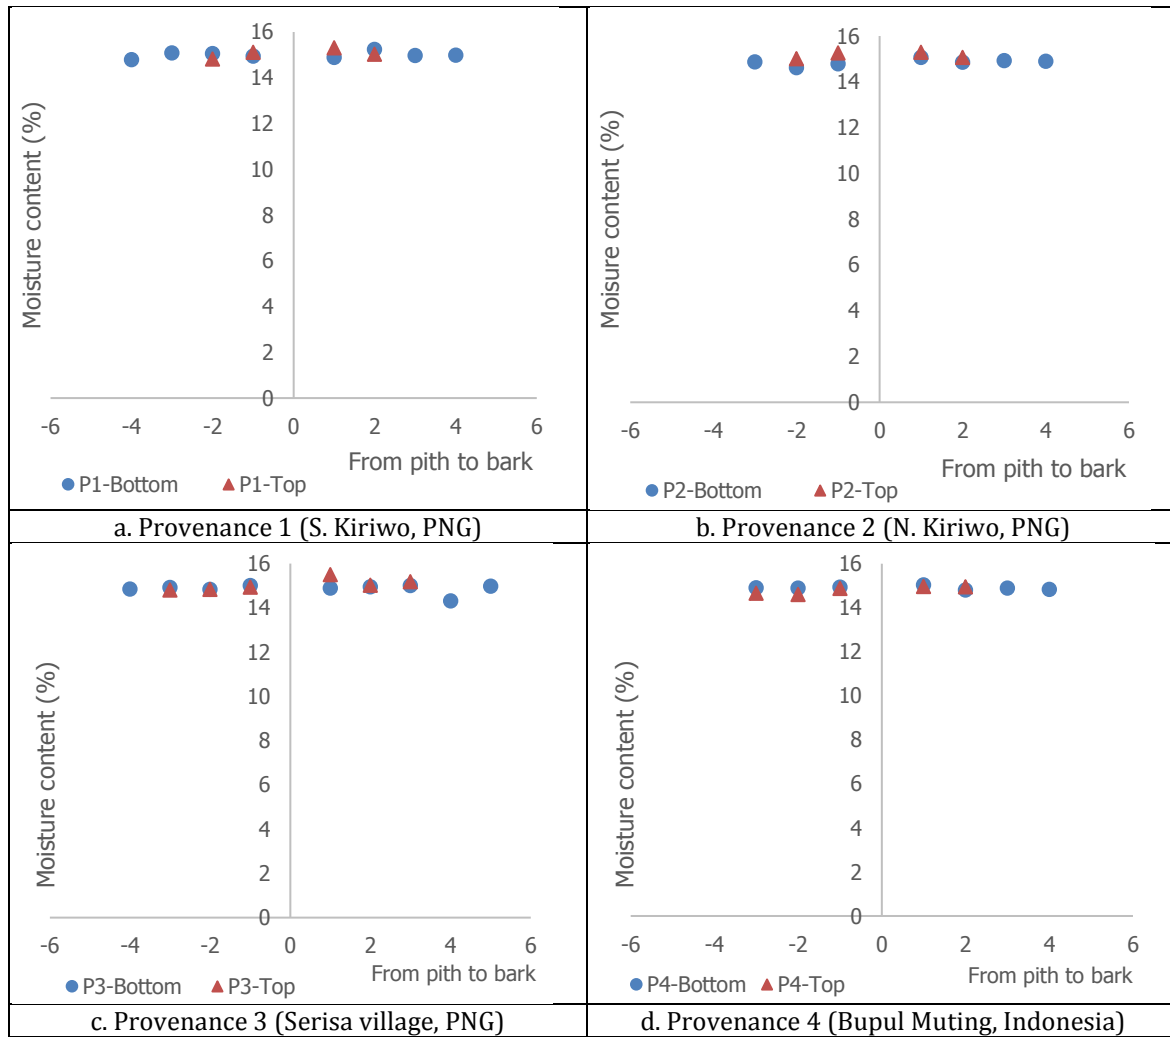 16
14
12
10
8
6
4
2
0
Moisture content (%)
-6 -4 -2 0 2 4 6
From pith to bark
P1-Bottom P1-Top
a. Provenance 1 (S. Kiriwo, PNG)
16
14
12
10
8
6
4
2
0
Moisure content (%)
-6 -4 -2 0 2 4 6
From pith to bark
P2-Bottom P2-Top
b. Provenance 2 (N. Kiriwo, PNG)
16
14
12
10
8
6
4
2
0
Moisture content (%)
-6 -4 -2 0 2 4 6
From pith to bark
P3-Bottom P3-Top
c. Provenance 3 (Serisa village, PNG)
16
14
12
10
8
6
4
2
0
Moisture content (%)
-6 -4 -2 0 2 4 6
From pith to bark
P4-Bottom P4-Top
d. Provenance 4 (Bupul Muting, Indonesia)